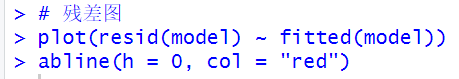 > # 残差图
> plot(resid(model) ~ fitted(model))
> abline(h = 0, col = "red")